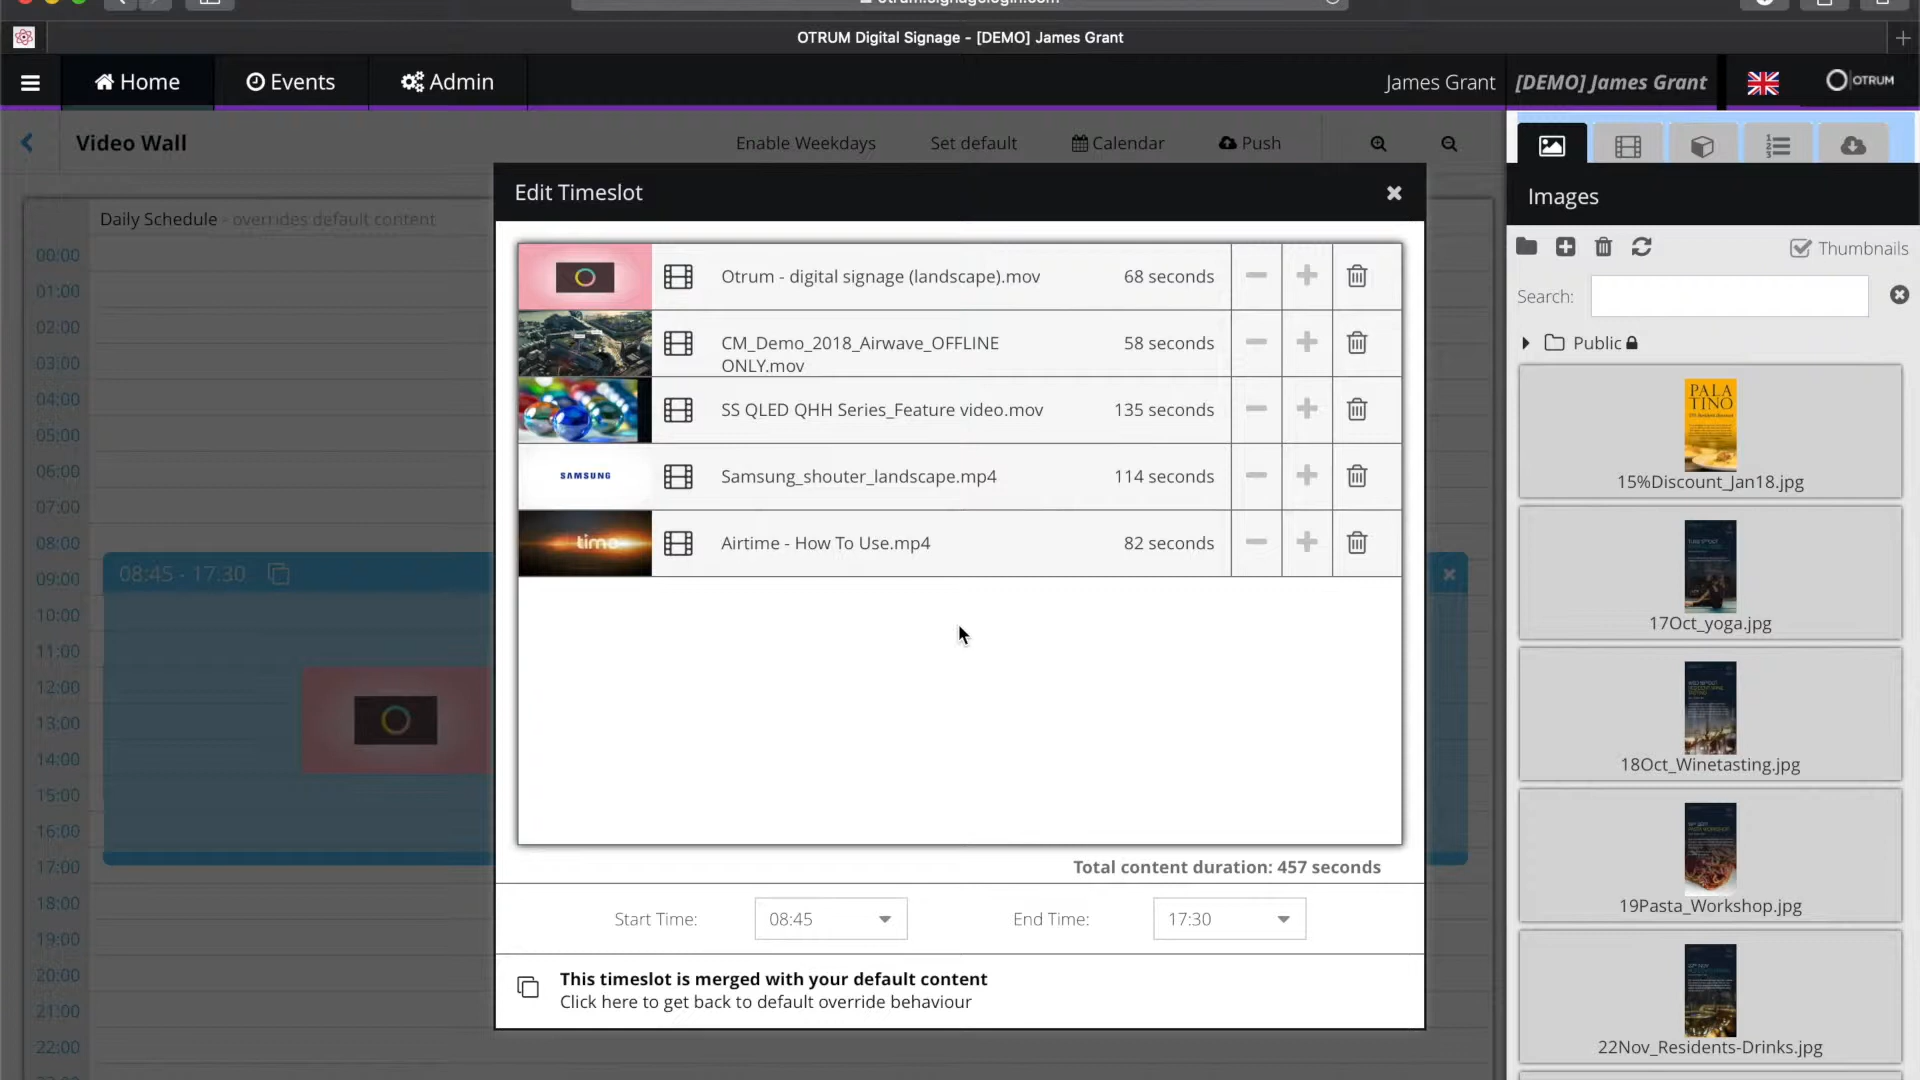 OTRUM Digital Signage - [DEMO] James Grant
Home
Events
Admin
James Grant
[DEMO] James Grant
OTRUM
Video Wall
Enable Weekdays
Set default
Calendar
Push
Daily Schedule - overrides default content
00:00
01:00
02:00
03:00
04:00
05:00
06:00
07:00
08:00
09:00
10:00
11:00
12:00
13:00
14:00
15:00
16:00
17:00
18:00
19:00
20:00
21:00
22:00
08:45 - 17:30
Edit Timeslot
Otrum - digital signage (landscape).mov
68 seconds
CM_Demo_2018_Airwave_OFFLINE
ONLY.mov
58 seconds
SS QLED QHH Series_Feature video.mov
135 seconds
SAMSUNG
Samsung_shouter_landscape.mp4
114 seconds
time
Airtime - How To Use.mp4
82 seconds
Total content duration: 457 seconds
Start Time:
08:45
End Time:
17:30
This timeslot is merged with your default content
Click here to get back to default override behaviour
Images
Thumbnails
Search:
Public
PALA
TINO
15%Discount_Jan18.jpg
17Oct_yoga.jpg
18Oct_Winetasting.jpg
19Pasta_Workshop.jpg
22Nov_Residents-Drinks.jpg